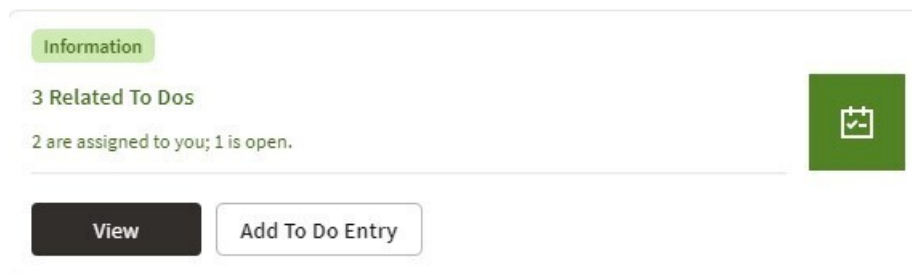 Information
3 Related To Dos
2 are assigned to you; 1 is open.
View
Add To Do Entry